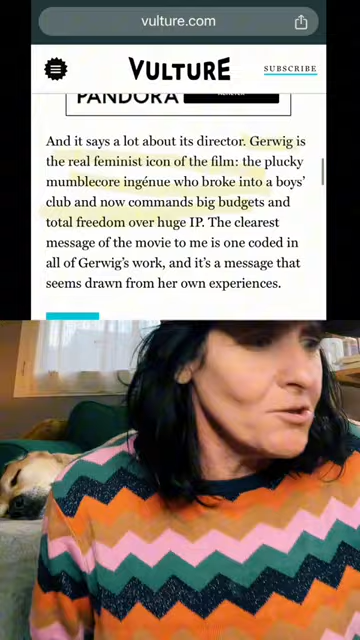 vulture.com
VULTURE
SUBSCRIBE
PANDORA
And it says a lot about its director. Gerwig is
the real feminist icon of the film: the plucky
mumblecore ingénue who broke into a boys’
club and now commands big budgets and
total freedom over huge IP. The clearest
message of the movie to me is one coded in
all of Gerwig’s work, and it’s a message that
seems drawn from her own experiences.